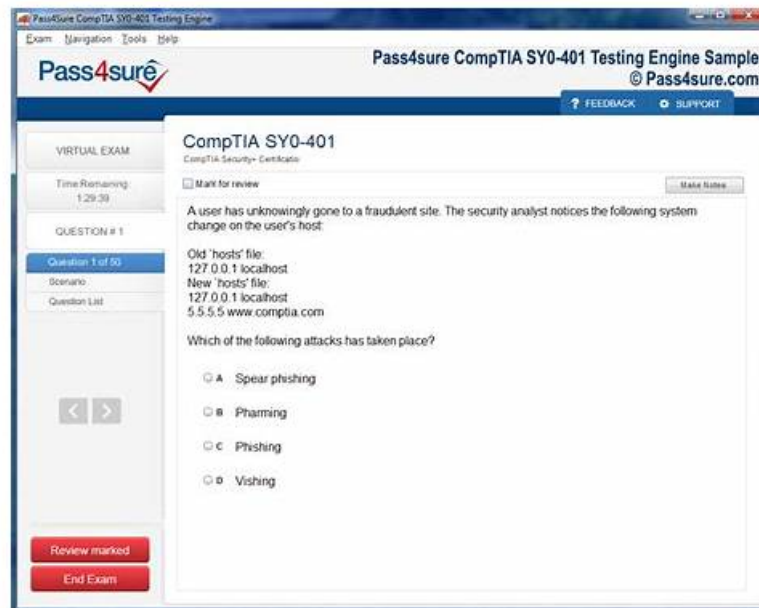 Pass4Sure CompTIA SY0-401 Testing Engine
Exam Navigation Tools Help
Pass4sure
Pass4sure CompTIA SY0-401 Testing Engine Sample
© Pass4sure.com
? FEEDBACK SUPPORT
VIRTUAL EXAM
Time Remaining
1:29:39
QUESTION # 1
Question 1 of 50
Scenario
Question List
Review marked
End Exam
CompTIA SY0-401
CompTIA Security+ Certificatio
Mark for review
Make Notes
A user has unknowingly gone to a fraudulent site. The security analyst notices the following system
change on the user's host:
Old `hosts' file:
127.0.0.1 localhost
New `hosts' file:
127.0.0.1 localhost
5.5.5.5 www.comptia.com
Which of the following attacks has taken place?
A Spear phishing
B Pharming
C Phishing
D Vishing